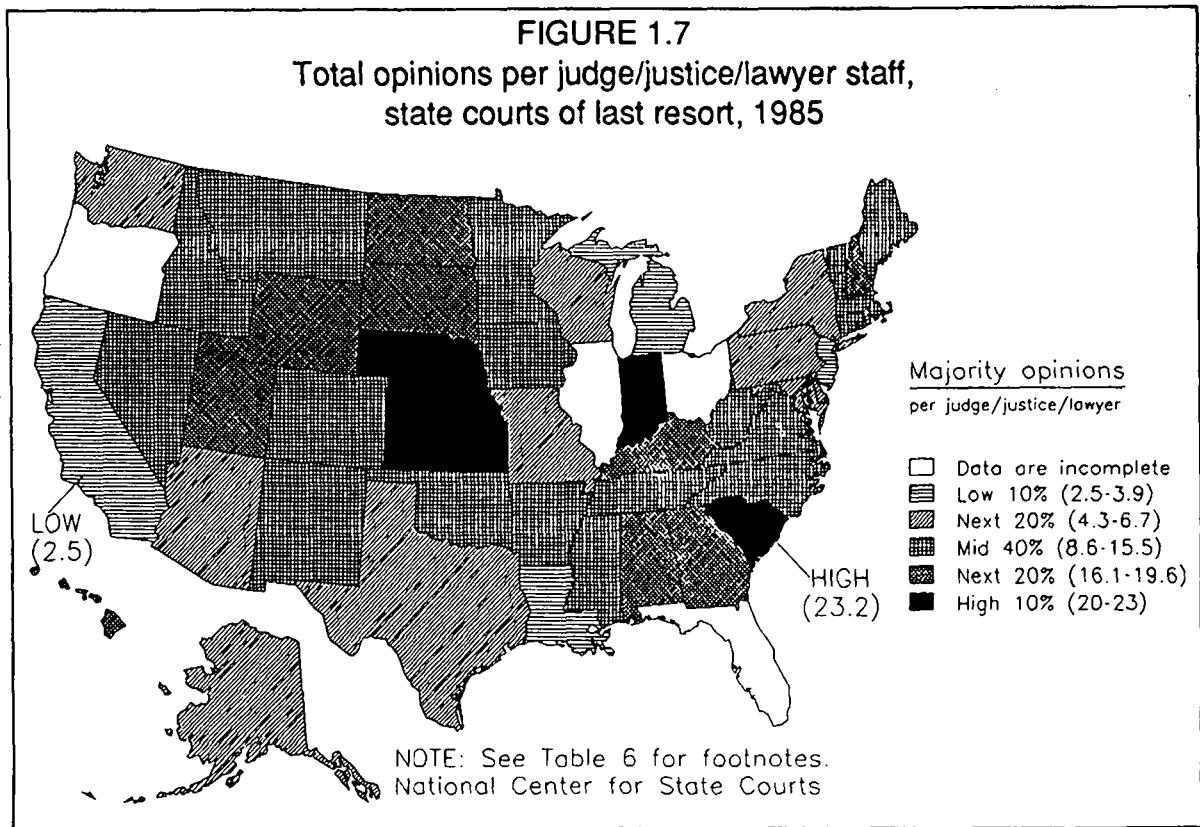 FIGURE 1.7
Total opinions per judge/justice/lawyer staff,
state courts of last resort, 1985
LOW
(2.5)
HIGH
(23.2)
Majority opinions
per judge/justice/lawyer
Data are incomplete
Low 10% (2.5-3.9)
Next 20% (4.3-6.7)
Mid 40% (8.6-15.5)
Next 20% (16.1-19.6)
High 10% (20-23)
NOTE: See Table 6 for footnotes.
National Center for State Courts